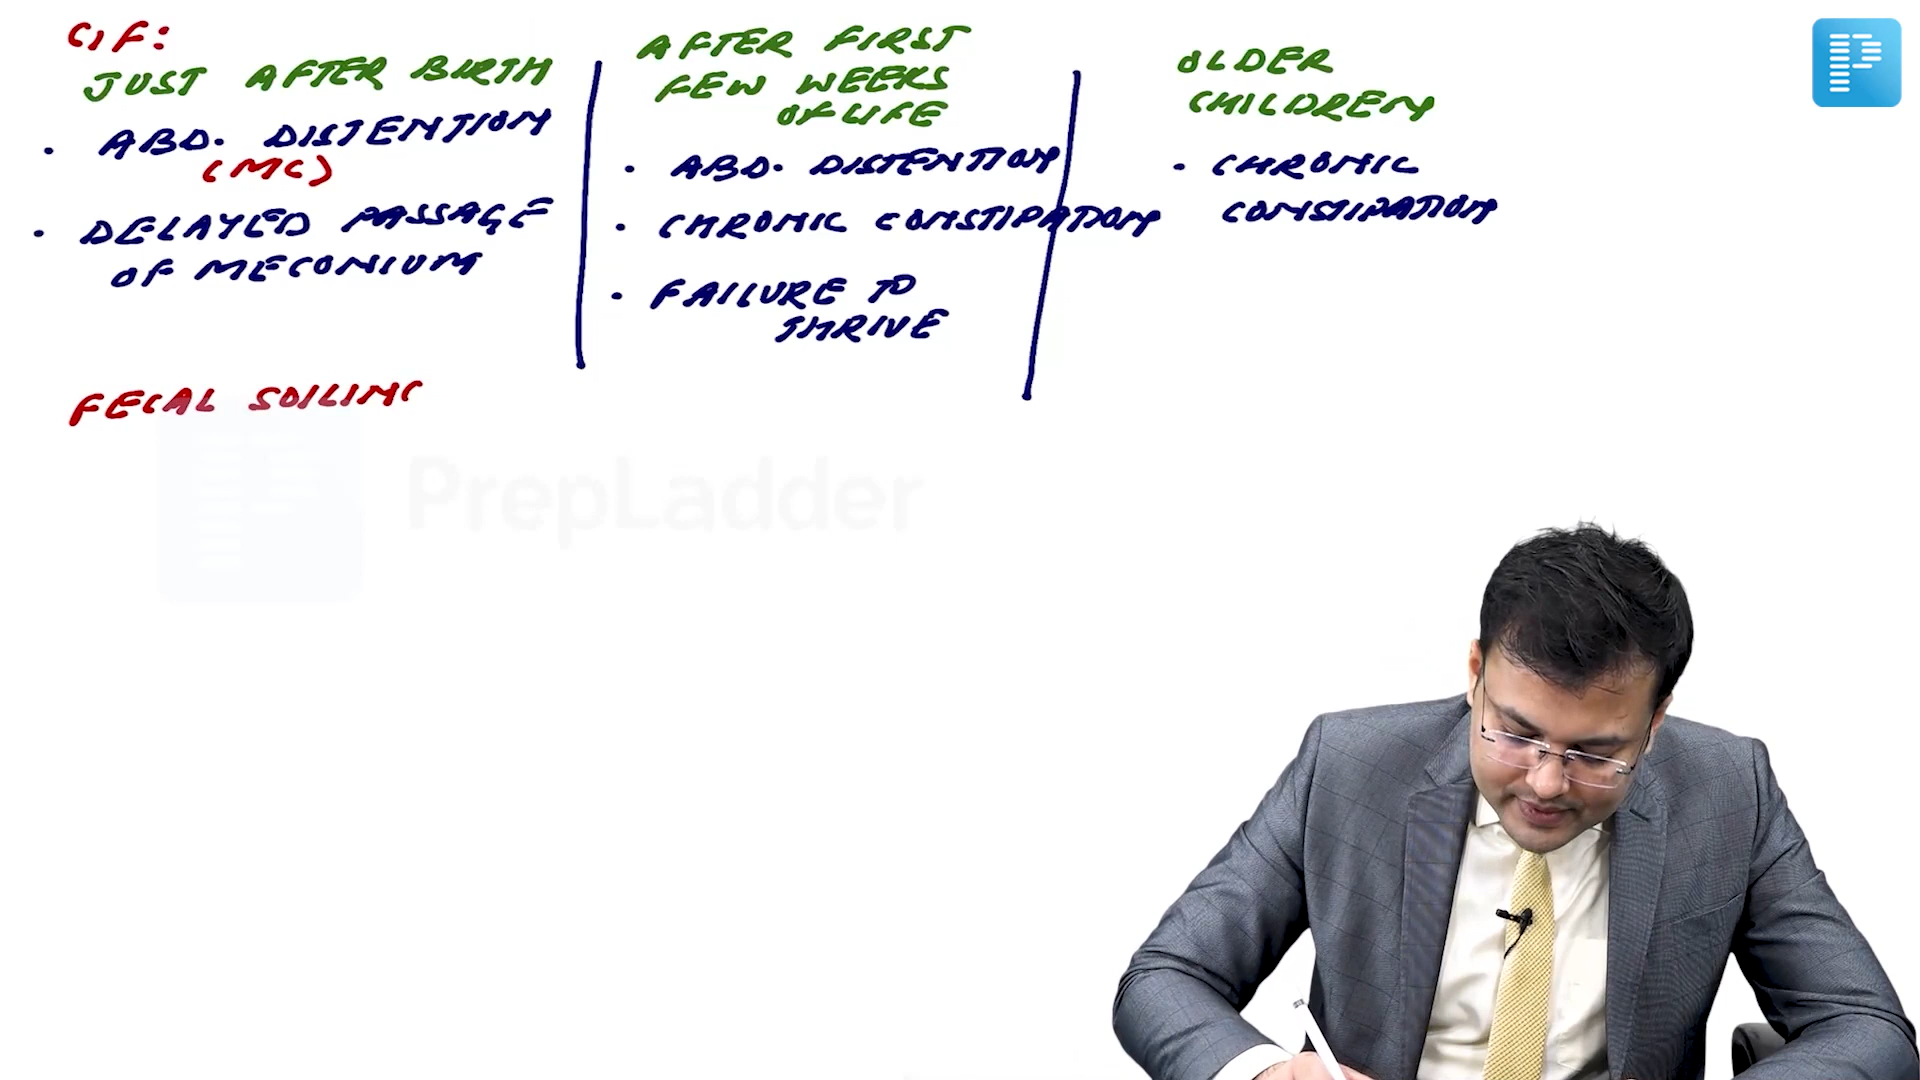 C/F:
JUST AFTER BIRTH
• ABD. DISTENTION
(MC)
• DELAYED PASSAGE
OF MECONIUM
AFTER FIRST
FEW WEEKS
OF LIFE
• ABD. DISTENTION
• CHRONIC CONSTIPATION
• FAILURE TO
THRIVE
OLDER
CHILDREN
• CHRONIC
CONSTIPATION
FECAL SOILING
PrepLadder